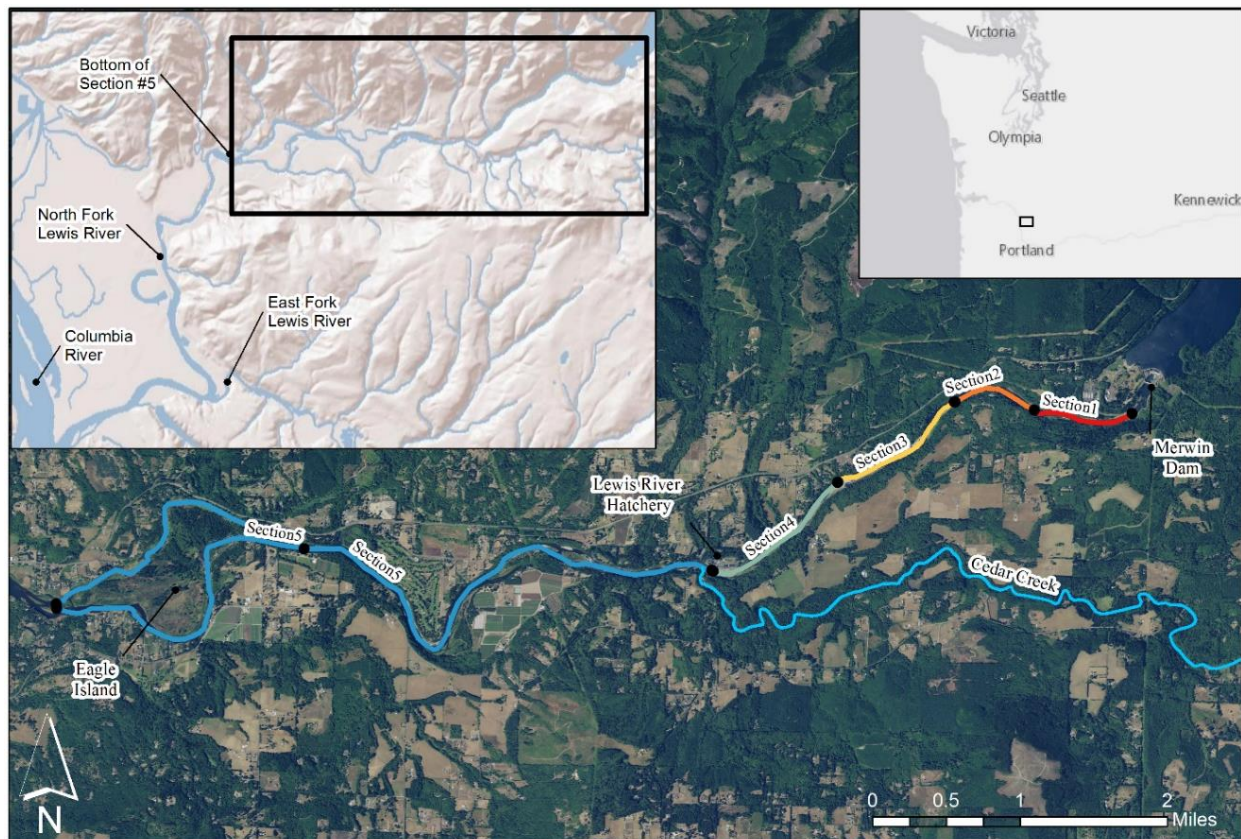 Bottom of
Section #5
North Fork
Lewis River
East Fork
Lewis River
Columbia
River
Victoria
Seattle
Olympia
Kennewick
Portland
Section2
Section1
Merwin
Dam
Section3
Lewis River
Hatchery
Section4
Section5
Section5
Cedar Creek
Eagle
Island
N
0 0.5 1 2
Miles